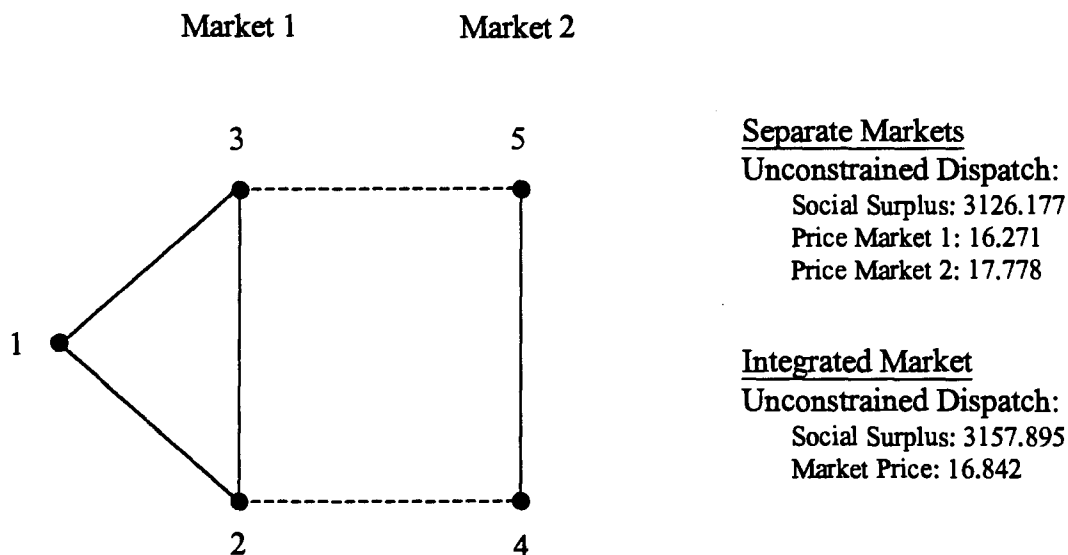 Market 1 Market 2
3 5
1
2 4
Separate Markets
Unconstrained Dispatch:
Social Surplus: 3126.177
Price Market 1: 16.271
Price Market 2: 17.778
Integrated Market
Unconstrained Dispatch:
Social Surplus: 3157.895
Market Price: 16.842